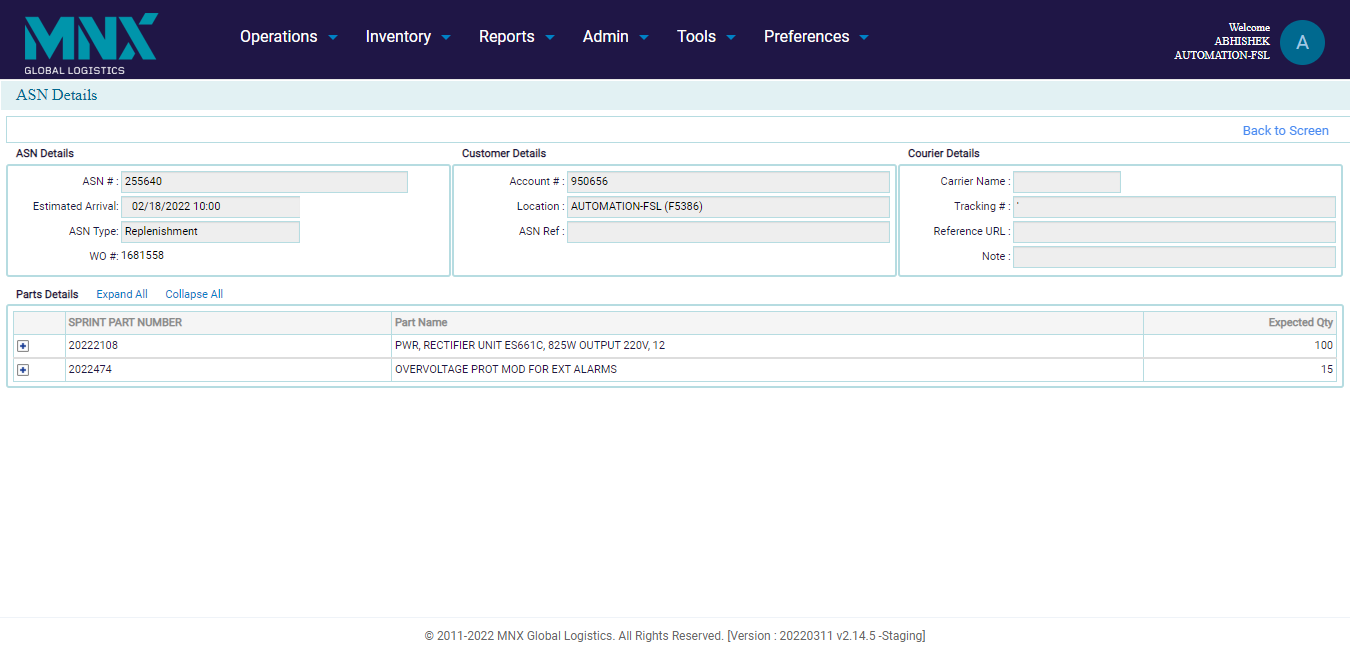 MNX
GLOBAL LOGISTICS
Operations Inventory Reports Admin Tools Preferences
Welcome
ABHISHEK
AUTOMATION-FSL
A
ASN Details
Back to Screen
ASN Details
ASN # : 255640
Estimated Arrival: 02/18/2022 10:00
ASN Type: Replenishment
WO #: 1681558
Customer Details
Account # : 950656
Location : AUTOMATION-FSL (F5386)
ASN Ref :
Courier Details
Carrier Name :
Tracking # : '
Reference URL :
Note :
Parts Details Expand All Collapse All
SPRINT PART NUMBER Part Name Expected Qty
20222108 PWR, RECTIFIER UNIT ES661C, 825W OUTPUT 220V, 12 100
2022474 OVERVOLTAGE PROT MOD FOR EXT ALARMS 15
© 2011-2022 MNX Global Logistics. All Rights Reserved. [Version : 20220311 v2.14.5 -Staging]